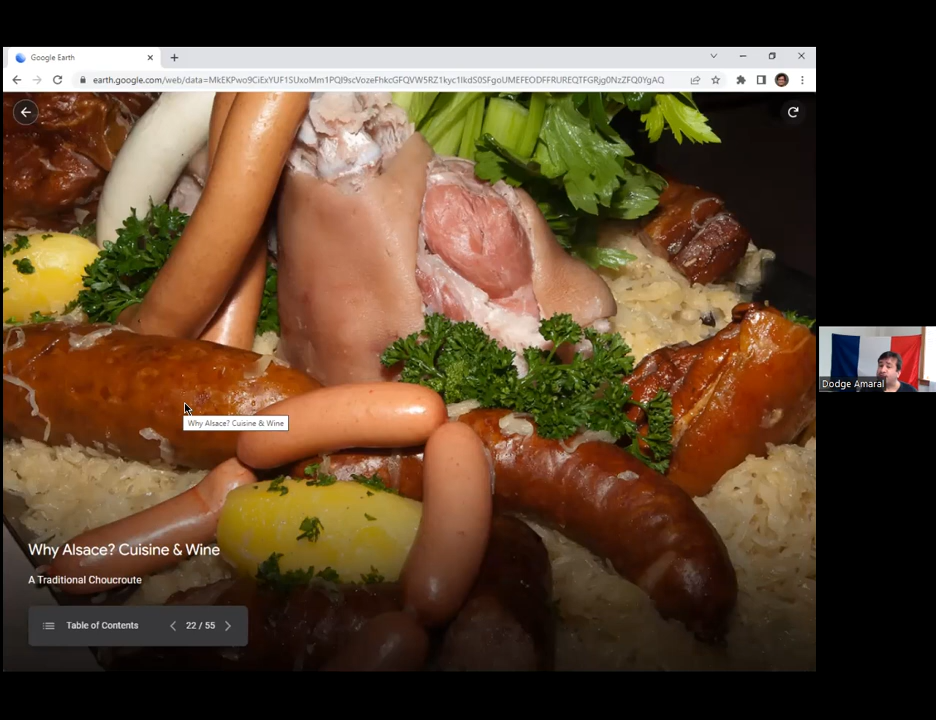 Google Earth
earth.google.com/web/data=MkEKPwo9CiExYUF1SUxoMm1PQl9scVozeFhkcGFQVW5RZ1kyc1lkdS0SFgoUMEFEODFFRUREQTFGRjg0NzZFQ0YgAQ
Why Alsace? Cuisine & Wine
Dodge Amaral
Why Alsace? Cuisine & Wine
A Traditional Choucroute
Table of Contents
22 / 55